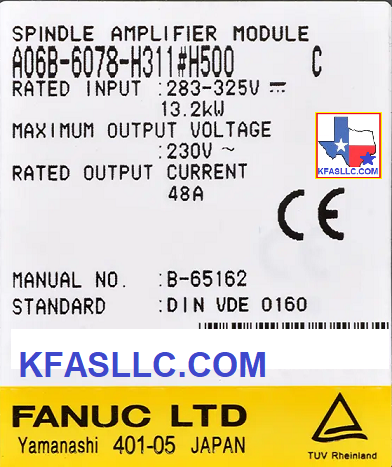 SPINDLE AMPLIFIER MODULE
A06B-6078-H311#H500 C
RATED INPUT :283-325V ⎓
13.2kW
MAXIMUM OUTPUT VOLTAGE
:230V ~
RATED OUTPUT CURRENT
48A
KFASLLC.COM
CE
MANUAL NO. :B-65162
STANDARD :DIN VDE 0160
KFASLLC.COM
FANUC LTD
Yamanashi 401-05 JAPAN
TUV Rheinland